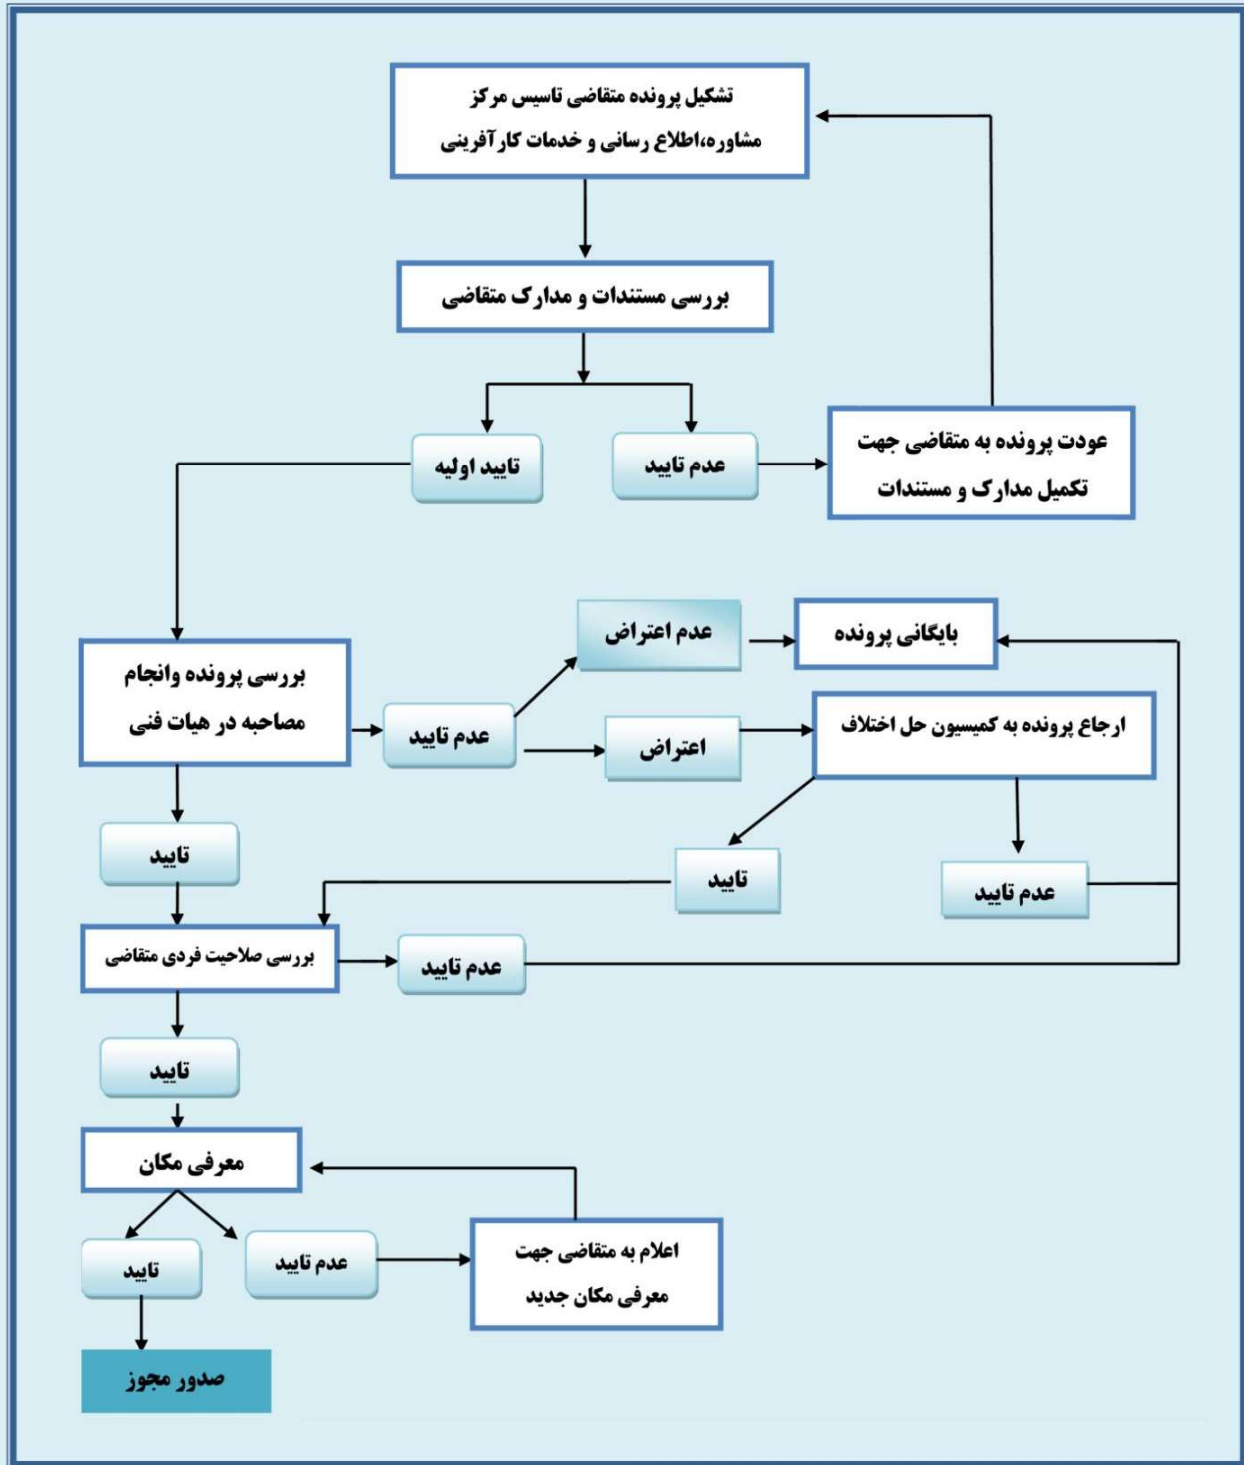 تشکیل پرونده متقاضی تاسیس مرکز
مشاوره،اطلاع رسانی و خدمات کارآفرینی
بررسی مستندات و مدارک متقاضی
عودت پرونده به متقاضی جهت
تکمیل مدارک و مستندات
عدم تایید
تایید اولیه
بایگانی پرونده
عدم اعتراض
بررسی پرونده وانجام
مصاحبه در هیات فنی
ارجاع پرونده به کمیسیون حل اختلاف
اعتراض
عدم تایید
تایید
تایید
عدم تایید
بررسی صلاحیت فردی متقاضی
عدم تایید
تایید
معرفی مکان
اعلام به متقاضی جهت
معرفی مکان جدید
عدم تایید
تایید
صدور مجوز